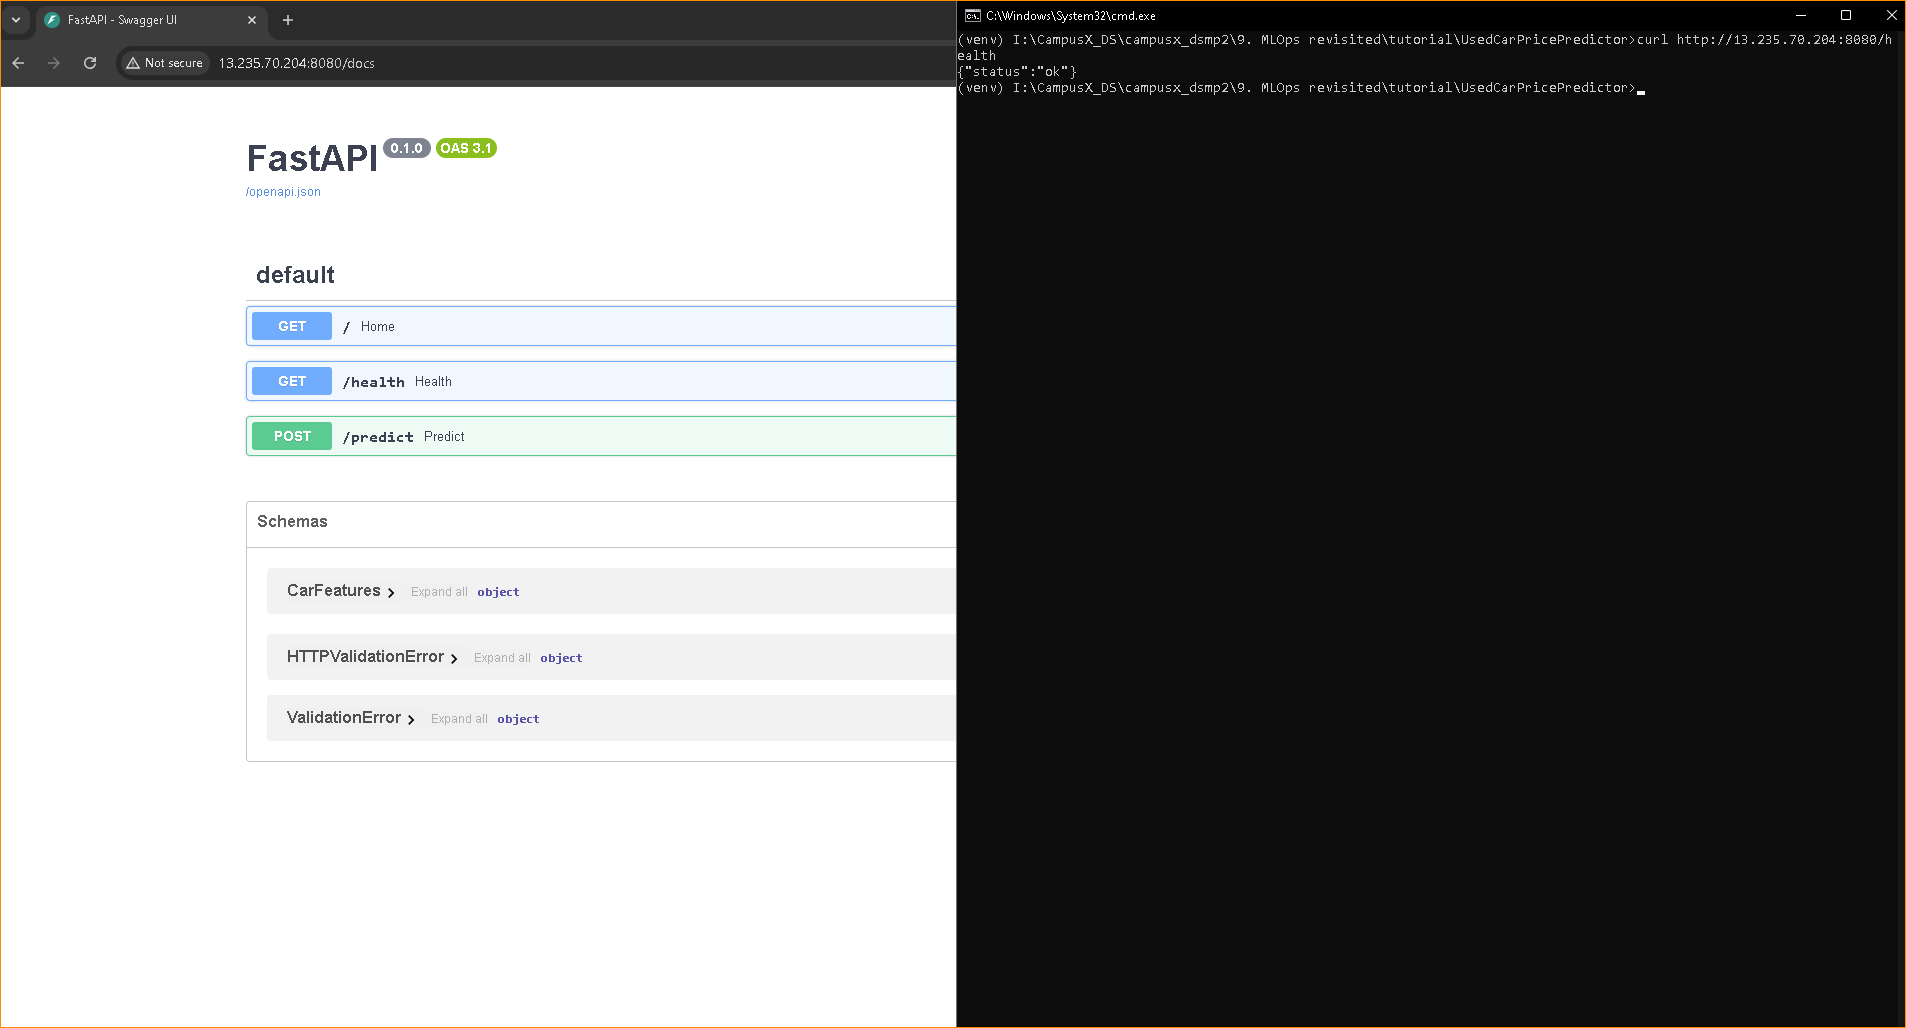 FastAPI - Swagger UI
Not secure 13.235.70.204:8080/docs
FastAPI 0.1.0 OAS 3.1
/openapi.json
default
GET / Home
GET /health Health
POST /predict Predict
Schemas
CarFeatures Expand all object
HTTPValidationError Expand all object
ValidationError Expand all object
C:\Windows\System32\cmd.exe
(venv) I:\CampusX_DS\campusx_dsmp2\9. MLOps revisited\tutorial\UsedCarPricePredictor>curl http://13.235.70.204:8080/h
ealth
{"status":"ok"}
(venv) I:\CampusX_DS\campusx_dsmp2\9. MLOps revisited\tutorial\UsedCarPricePredictor>